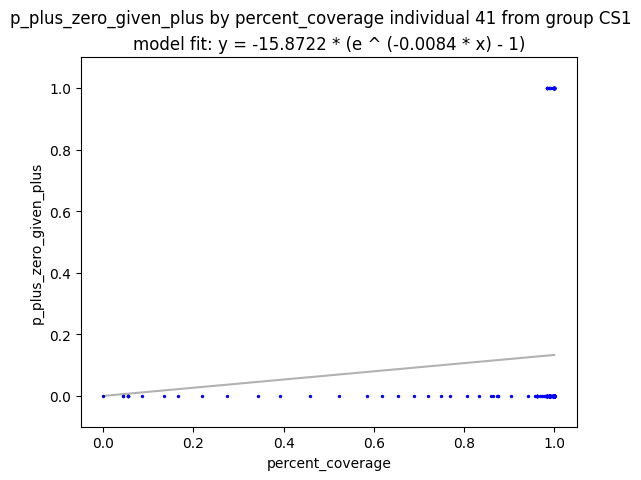 p_plus_zero_given_plus by percent_coverage individual 41 from group CS1
model fit: y = -15.8722 * (e ^ (-0.0084 * x) - 1)
p_plus_zero_given_plus
1.0
0.8
0.6
0.4
0.2
0.0
0.0 0.2 0.4 0.6 0.8 1.0
percent_coverage